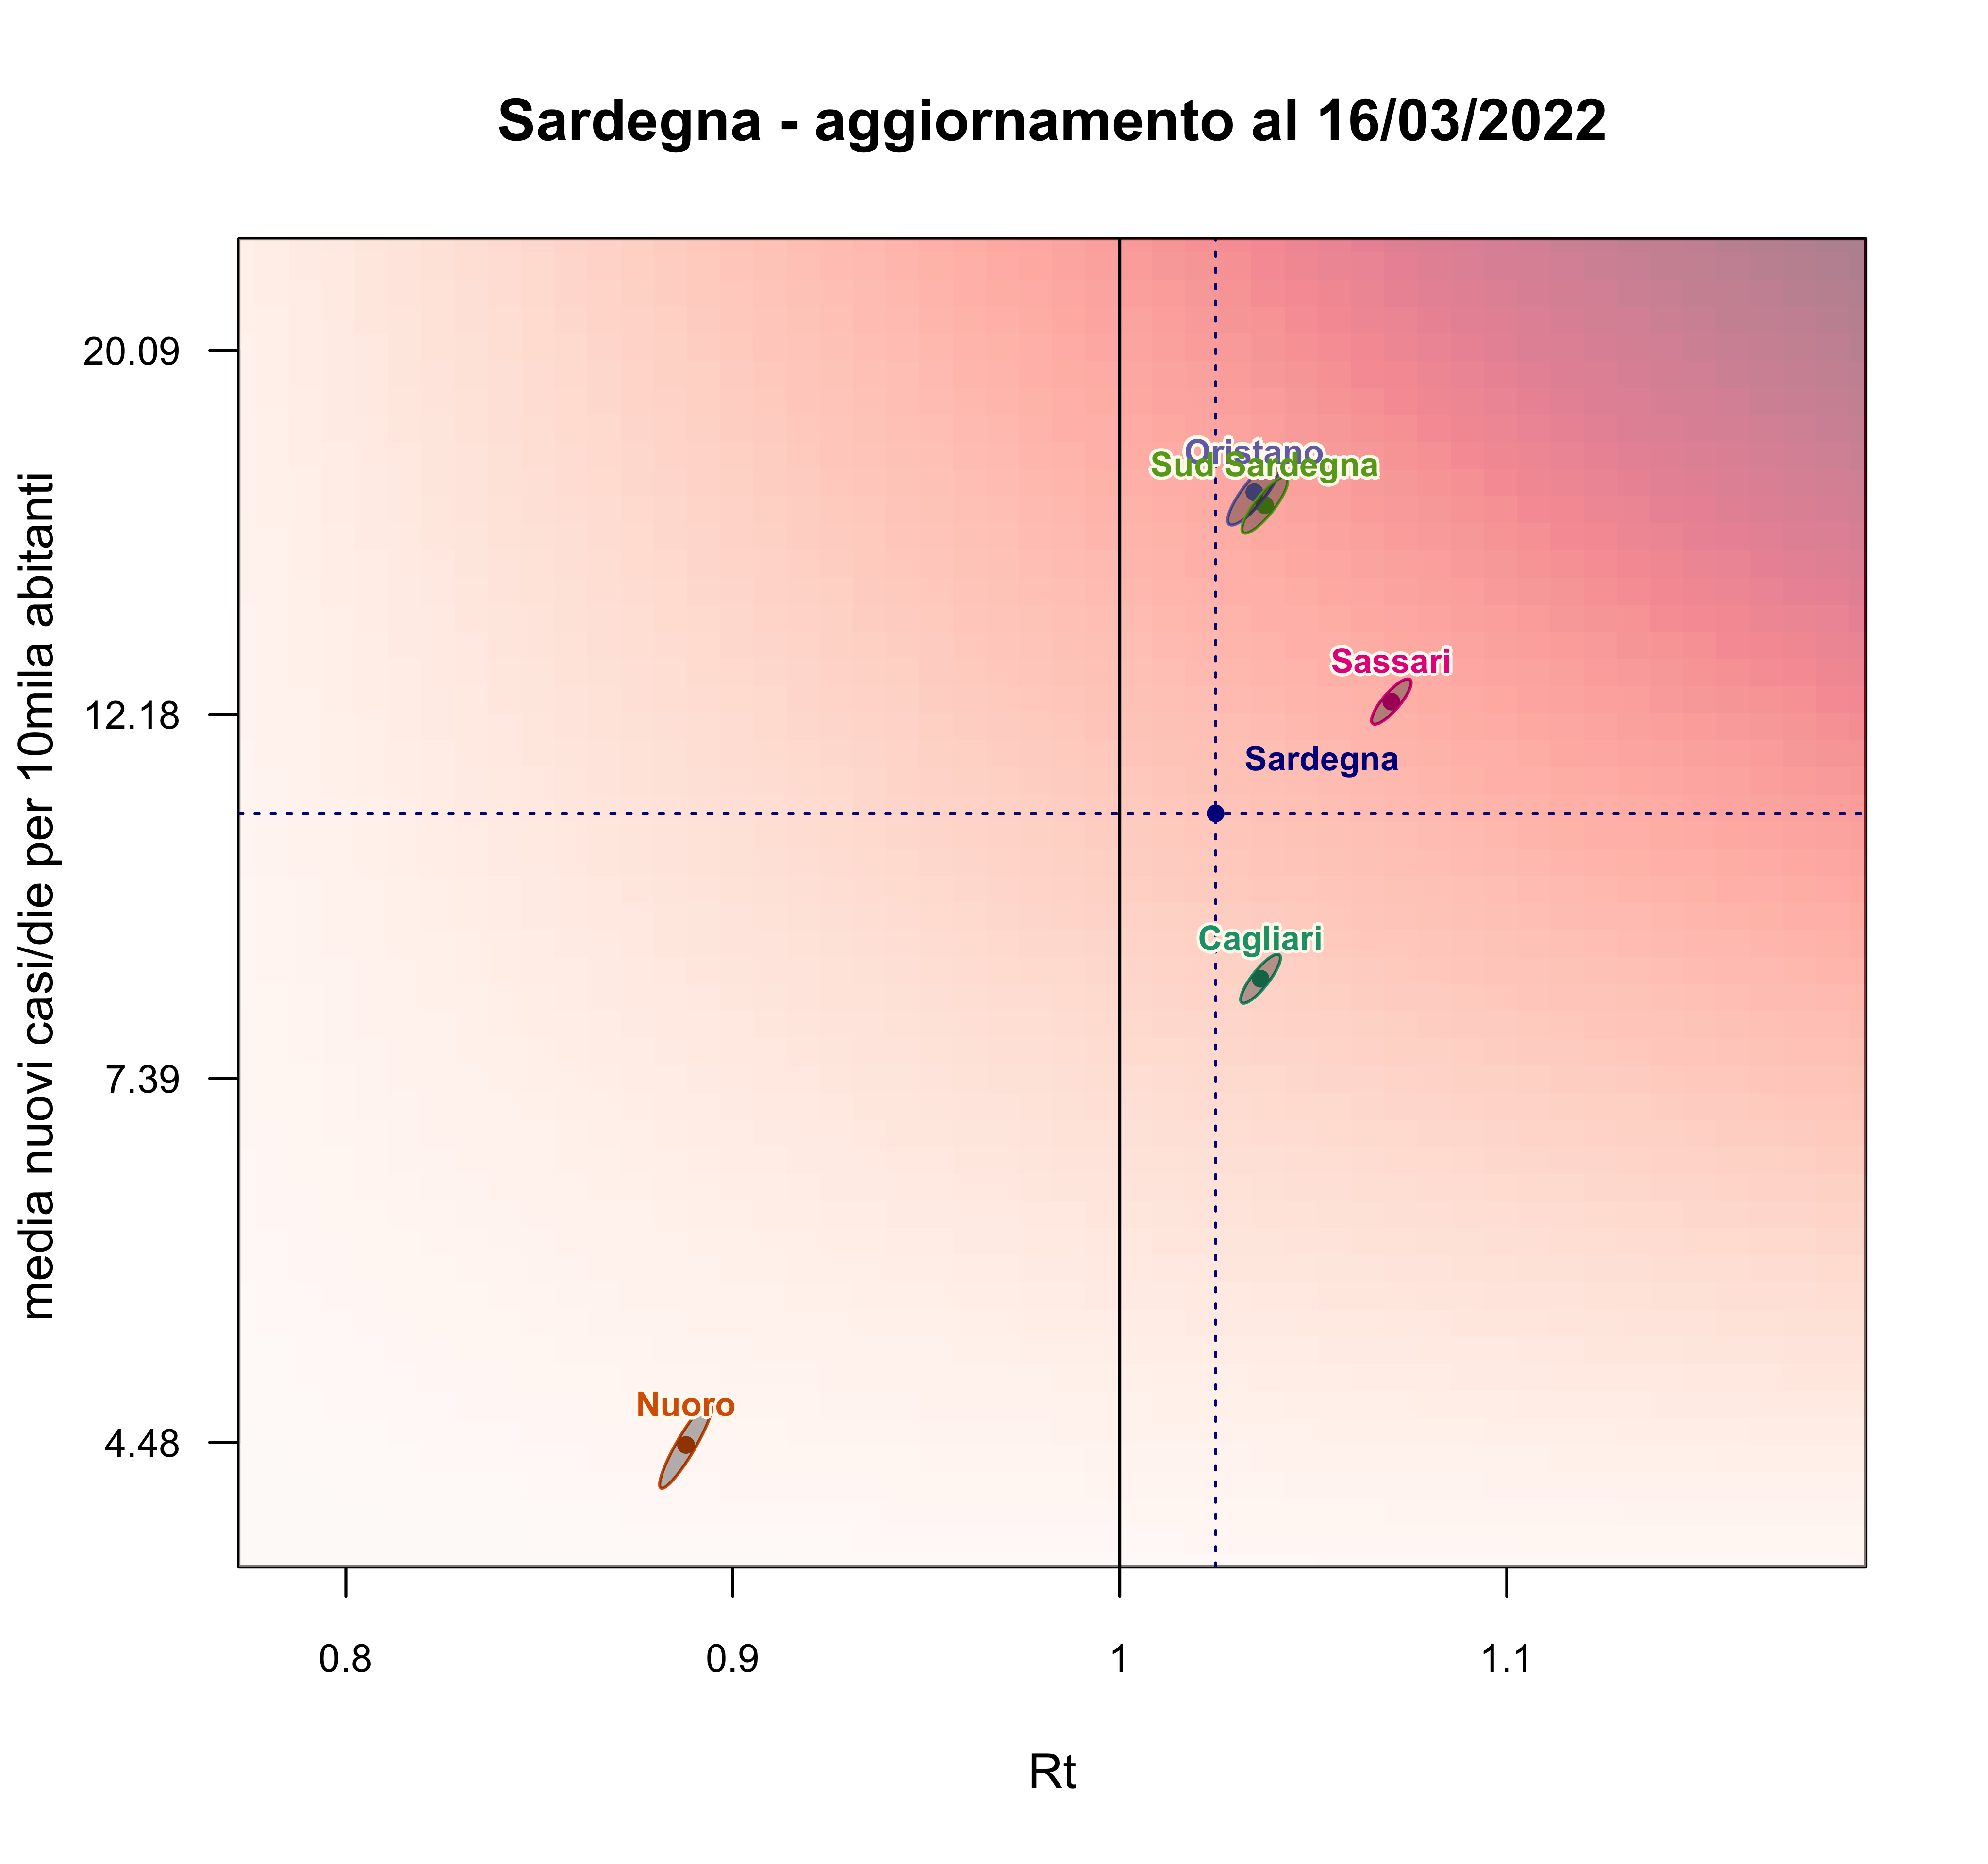 Sardegna - aggiornamento al 16/03/2022
media nuovi casi/die per 10mila abitanti
20.09
12.18
7.39
4.48
Oristano
Sud Sardegna
Sassari
Sardegna
Cagliari
Nuoro
0.8
0.9
1
1.1
Rt